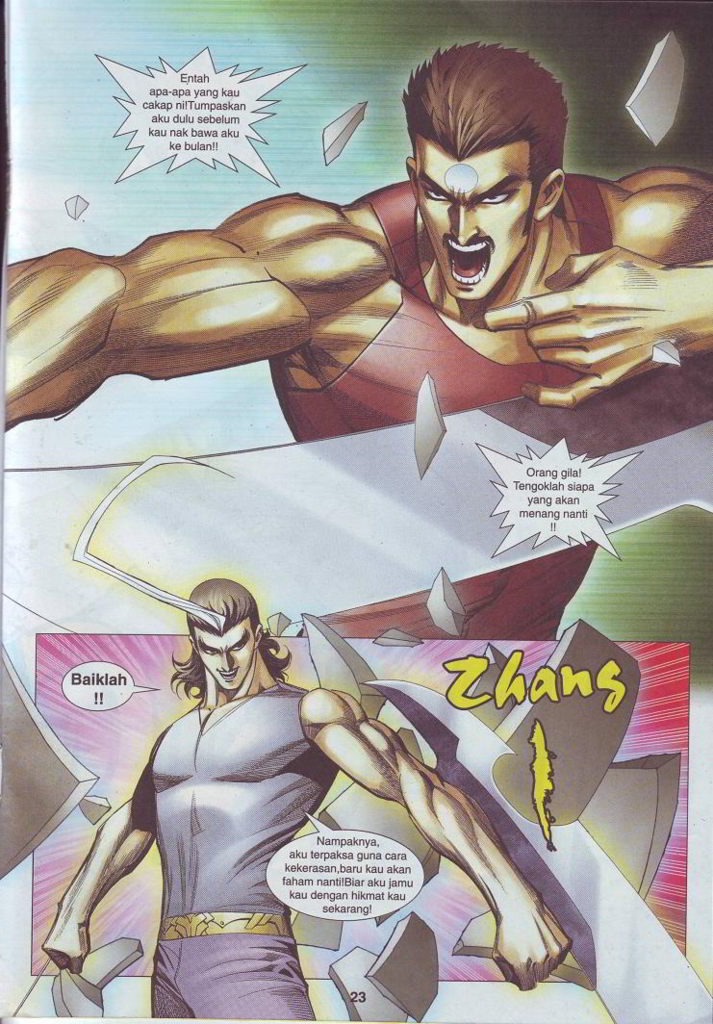 Entah
apa-apa yang kau
cakap ni!Tumpaskan
aku dulu sebelum
kau nak bawa aku
ke bulan!!
Orang gila!
Tengoklah siapa
yang akan
menang nanti
!!
Baiklah
!!
Zhang
I
Nampaknya,
aku terpaksa guna cara
kekerasan,baru kau akan
faham nanti!Biar aku jamu
kau dengan hikmat kau
sekarang!
23